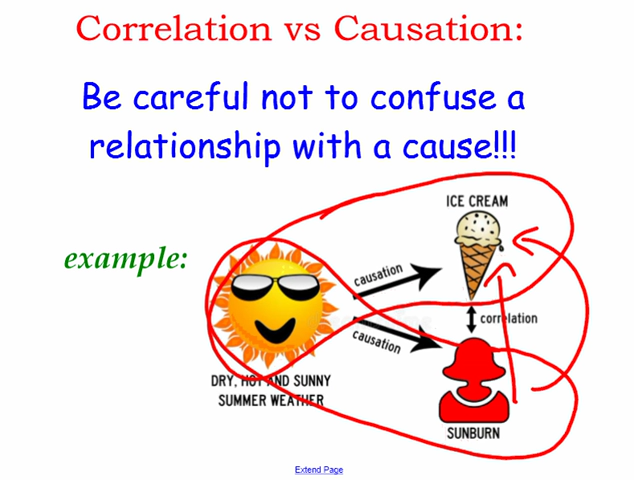 Correlation vs Causation:
Be careful not to confuse a
relationship with a cause!!!
example:
ICE CREAM
causation
correlation
causation
DRY, HOT AND SUNNY
SUMMER WEATHER
SUNBURN
Extend Page